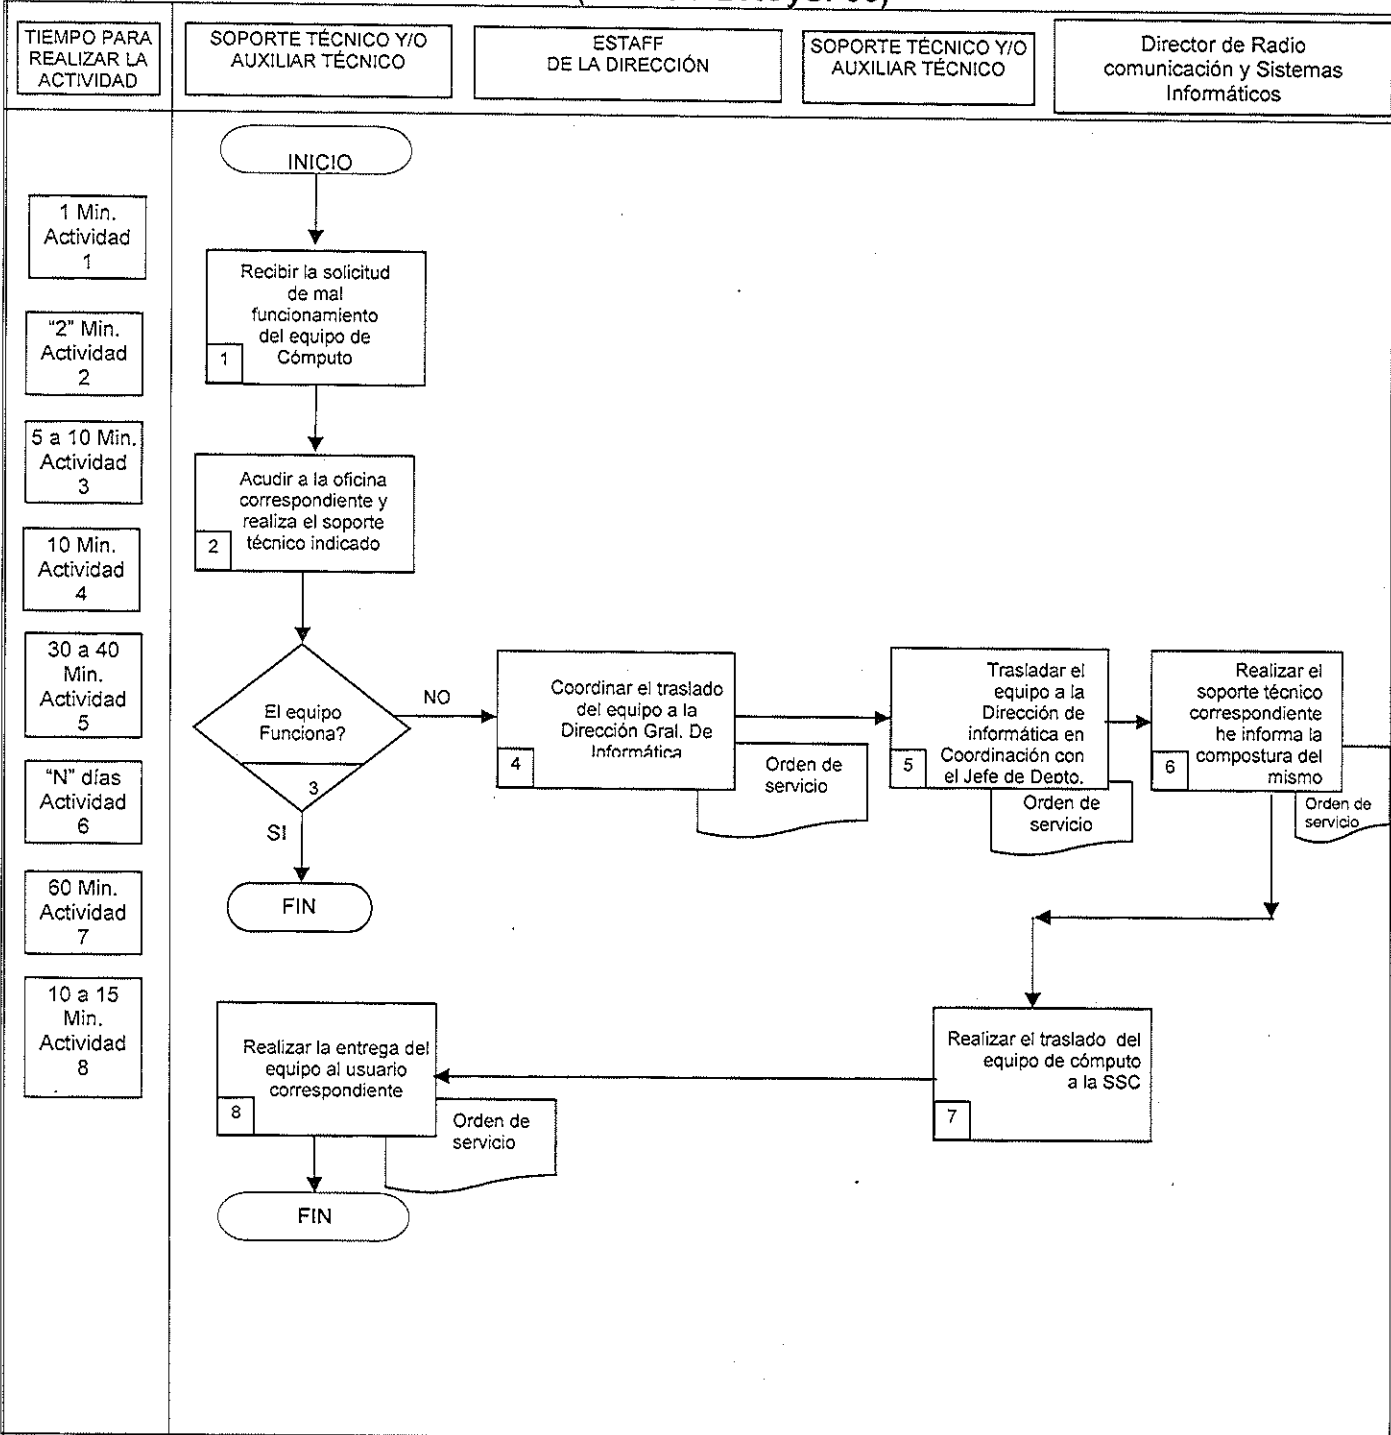 TIEMPO PARA
REALIZAR LA
ACTIVIDAD
SOPORTE TÉCNICO Y/O
AUXILIAR TÉCNICO
ESTAFF
DE LA DIRECCIÓN
SOPORTE TÉCNICO Y/O
AUXILIAR TÉCNICO
Director de Radio
comunicación y Sistemas
Informáticos
1 Min.
Actividad
1
"2" Min.
Actividad
2
5 a 10 Min.
Actividad
3
10 Min.
Actividad
4
30 a 40
Min.
Actividad
5
"N" días
Actividad
6
60 Min.
Actividad
7
10 a 15
Min.
Actividad
8
INICIO
Recibir la solicitud
de mal
funcionamiento
del equipo de
Cómputo
1
Acudir a la oficina
correspondiente y
realiza el soporte
técnico indicado
2
El equipo
Funciona?
3
NO
SI
FIN
Coordinar el traslado
del equipo a la
Dirección Gral. De
Informática
4
Orden de
servicio
Trasladar el
equipo a la
Dirección de
informática en
Coordinación con
el Jefe de Depto.
5
Orden de
servicio
Realizar el
soporte técnico
correspondiente
he informa la
compostura del
mismo
6
Orden de
servicio
Realizar el traslado del
equipo de cómputo
a la SSC
7
Realizar la entrega del
equipo al usuario
correspondiente
8
Orden de
servicio
FIN